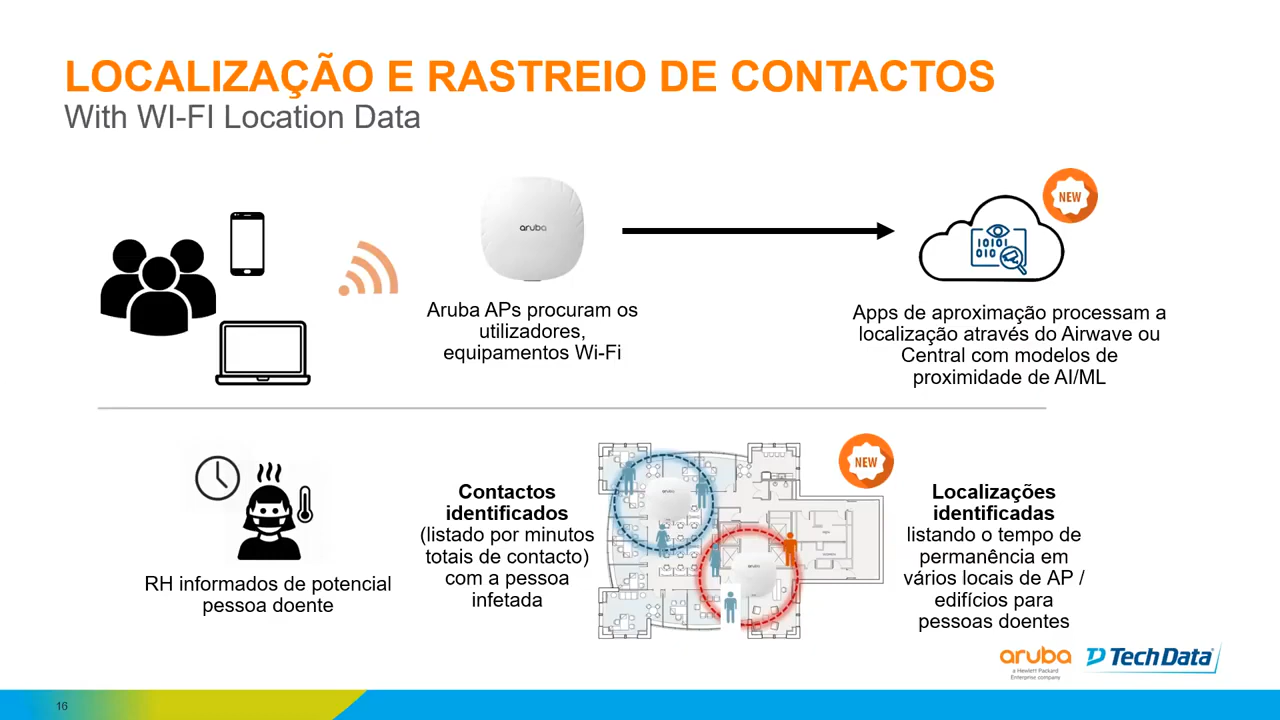 LOCALIZAÇÃO E RASTREIO DE CONTACTOS
With WI-FI Location Data
aruba
Aruba APs procuram os
utilizadores,
equipamentos Wi-Fi
NEW
Apps de aproximação processam a
localização através do Airwave ou
Central com modelos de
proximidade de AI/ML
RH informados de potencial
pessoa doente
Contactos
identificados
(listado por minutos
totais de contacto)
com a pessoa
infetada
NEW
Localizações
identificadas
listando o tempo de
permanência em
vários locais de AP /
edifícios para
pessoas doentes
aruba
a Hewlett Packard
Enterprise company
TechData
16